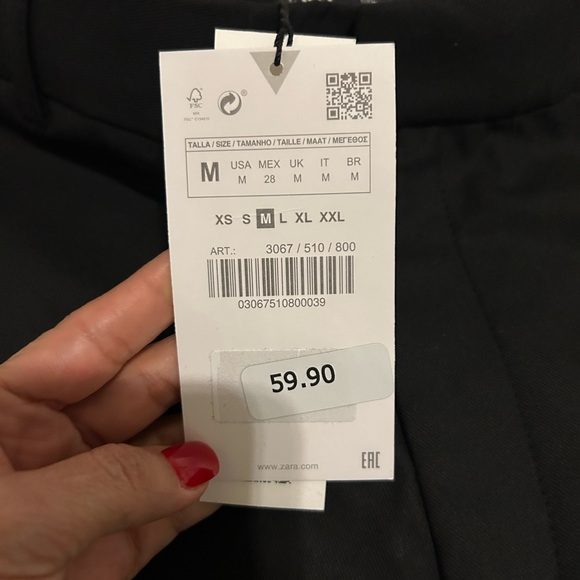 FSC
TALLA / SIZE / TAMANHO / TAILLE / MAAT / ΜΕΓΕΘΟΣ
M USA M MEX 28 UK M IT M BR M
XS S M L XL XXL
ART.: 3067 / 510 / 800
03067510800039
59.90
www.zara.com
EAC